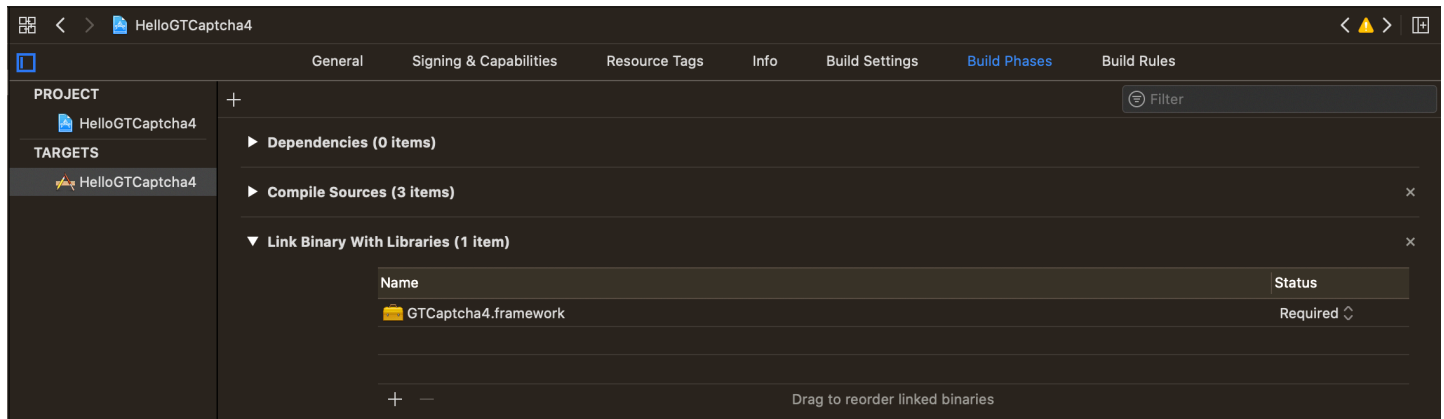 HelloGTCaptcha4
General Signing & Capabilities Resource Tags Info Build Settings Build Phases Build Rules
PROJECT
HelloGTCaptcha4
TARGETS
HelloGTCaptcha4
Filter
Dependencies (0 items)
Compile Sources (3 items)
Link Binary With Libraries (1 item)
Name Status
GTCaptcha4.framework Required
Drag to reorder linked binaries